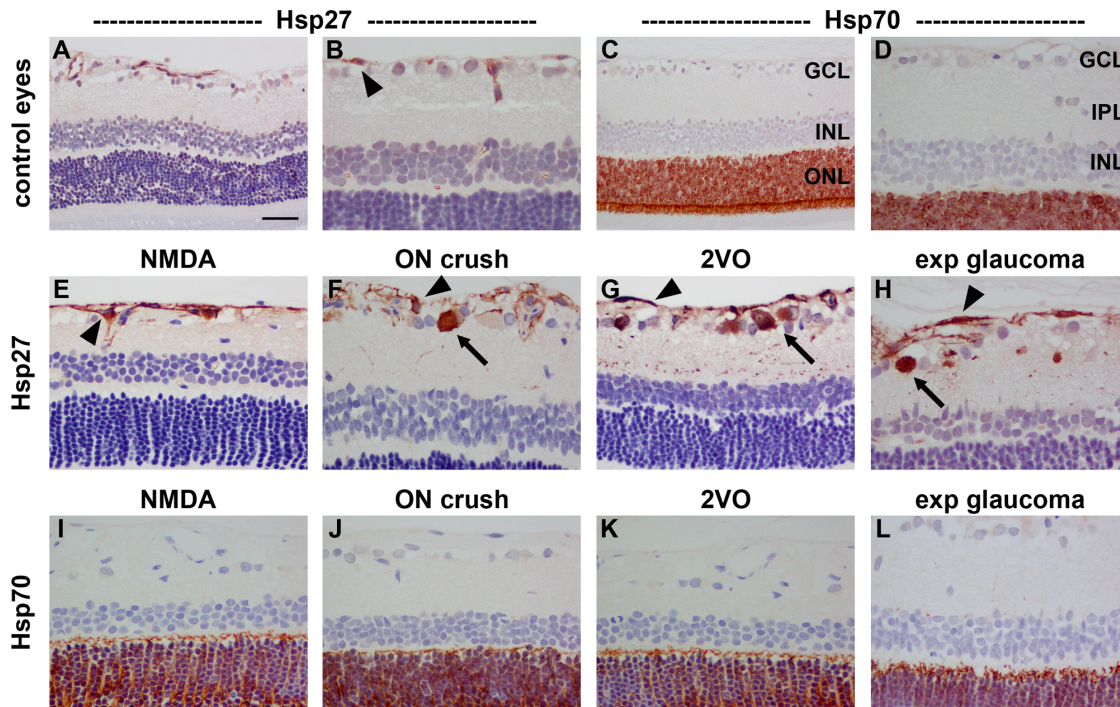 ------------------ Hsp27 ------------------ ------------------ Hsp70 ------------------
control eyes
A B C D
GCL GCL
IPL
INL INL
ONL
NMDA ON crush 2VO exp glaucoma
Hsp27
E F G H
NMDA ON crush 2VO exp glaucoma
Hsp70
I J K L